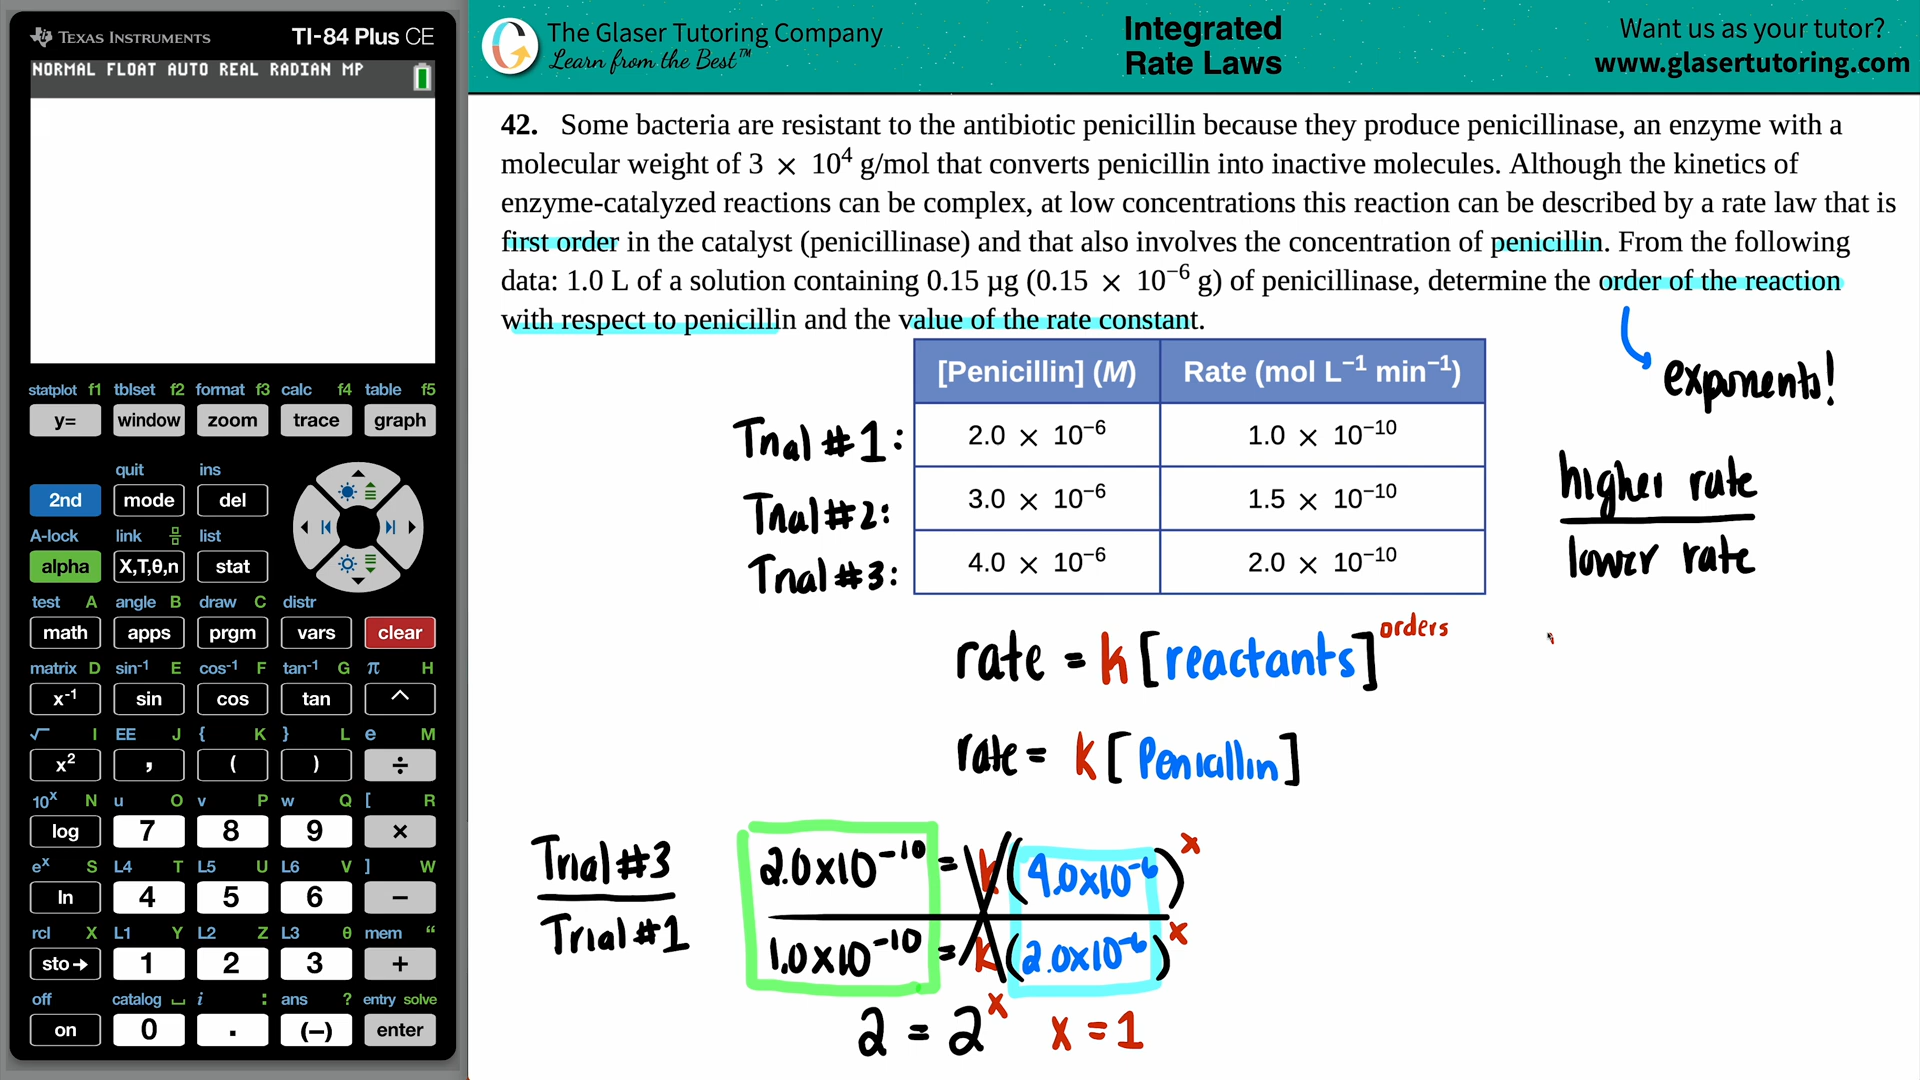 TEXAS INSTRUMENTS TI-84 Plus CE
NORMAL FLOAT AUTO REAL RADIAN MP
statplot f1 tblset f2 format f3 calc f4 table f5
y= window zoom trace graph
quit ins
2nd mode del
A-lock link list
alpha X,T,θ,n stat
test A angle B draw C distr
math apps prgm vars clear
matrix D sin⁻¹ E cos⁻¹ F tan⁻¹ G π H
x⁻¹ sin cos tan ^
√ I EE J { K } L e M
x² , ( ) ÷
10ˣ N u O v P w Q [ R
log 7 8 9 ×
eˣ S L4 T L5 U L6 V ] W
ln 4 5 6 −
rcl X L1 Y L2 Z L3 θ mem “
sto→ 1 2 3 +
off catalog ⎵ i : ans ? entry solve
on 0 . (−) enter
The Glaser Tutoring Company
Learn from the Best™
Integrated
Rate Laws
Want us as your tutor?
www.glasertutoring.com
42. Some bacteria are resistant to the antibiotic penicillin because they produce penicillinase, an enzyme with a
molecular weight of 3 × 10⁴ g/mol that converts penicillin into inactive molecules. Although the kinetics of
enzyme-catalyzed reactions can be complex, at low concentrations this reaction can be described by a rate law that is
first order in the catalyst (penicillinase) and that also involves the concentration of penicillin. From the following
data: 1.0 L of a solution containing 0.15 µg (0.15 × 10⁻⁶ g) of penicillinase, determine the order of the reaction
with respect to penicillin and the value of the rate constant.
exponents!
[Penicillin] (M) Rate (mol L⁻¹ min⁻¹)
Trial #1: 2.0 × 10⁻⁶ 1.0 × 10⁻¹⁰
Trial #2: 3.0 × 10⁻⁶ 1.5 × 10⁻¹⁰
Trial #3: 4.0 × 10⁻⁶ 2.0 × 10⁻¹⁰
higher rate
lower rate
rate = k [reactants]orders
rate = k [Penicillin]
Trial #3
Trial #1
2.0x10⁻¹⁰ = k (4.0x10⁻⁶)ˣ
1.0x10⁻¹⁰ = k (2.0x10⁻⁶)ˣ
2 = 2ˣ x = 1